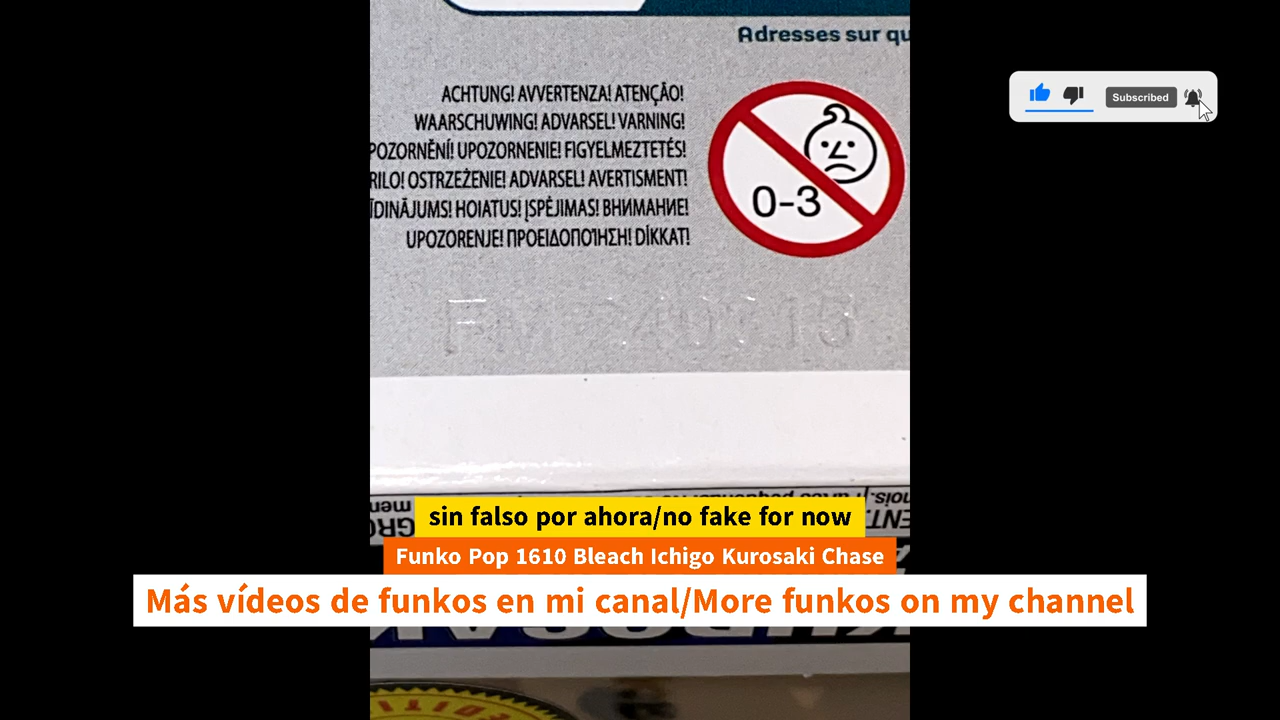 Adresses sur qu
ACHTUNG! AVVERTENZA! ATENÇÃO!
WAARSCHUWING! ADVARSEL! VARNING!
POZORNĚNÍ! UPOZORNENIE! FIGYELMEZTETÉS!
RILO! OSTRZEŻENIE! ADVARSEL! AVERTISMENT!
ĪDINĀJUMS! HOIATUS! ĮSPĖJIMAS! ВНИМАНИЕ!
UPOZORENJE! ΠΡΟΕΙΔΟΠΟΊΗΣΗ! DİKKAT!
0-3
Subscribed
sin falso por ahora/no fake for now
Funko Pop 1610 Bleach Ichigo Kurosaki Chase
Más vídeos de funkos en mi canal/More funkos on my channel